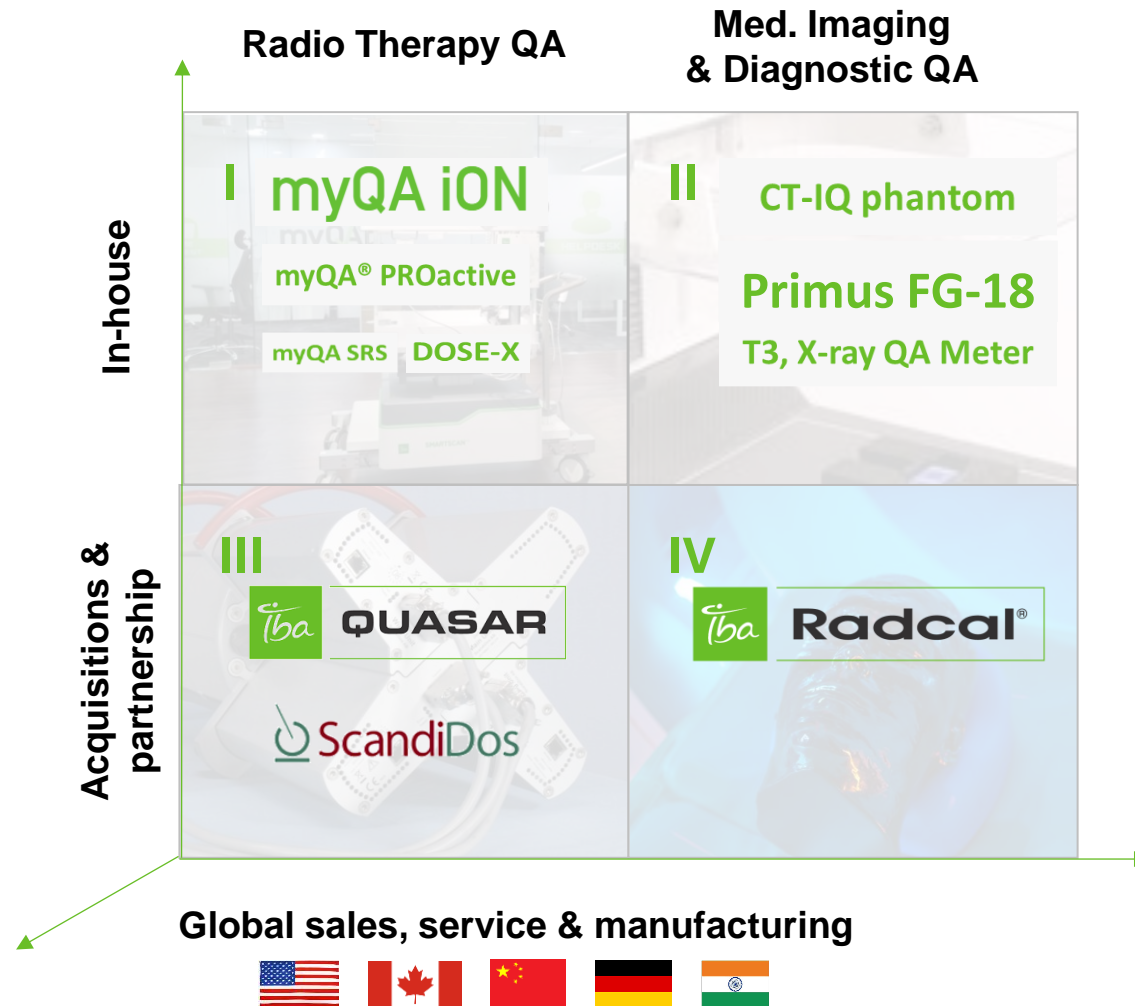 Radio Therapy QA
Med. Imaging
& Diagnostic QA
In-house
I
myQA iON
myQA® PROactive
myQA SRS
DOSE-X
II
CT-IQ phantom
Primus FG-18
T3, X-ray QA Meter
Acquisitions &
partnership
III
iba QUASAR
ScandiDos
IV
iba Radcal®
Global sales, service & manufacturing